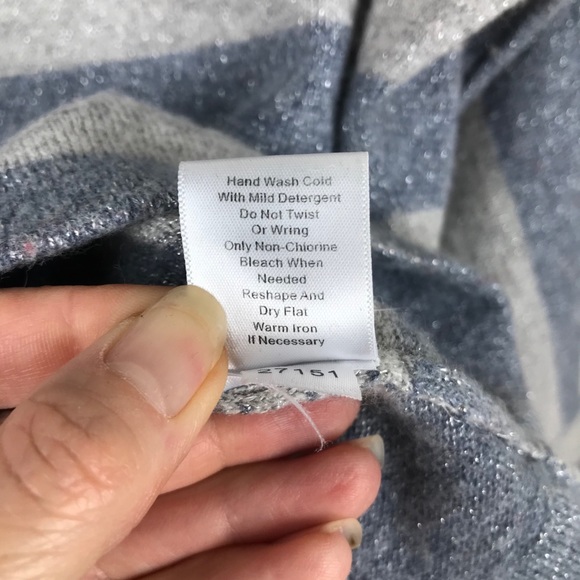 Hand Wash Cold
With Mild Detergent
Do Not Twist
Or Wring
Only Non-Chlorine
Bleach When
Needed
Reshape And
Dry Flat
Warm Iron
If Necessary
27151